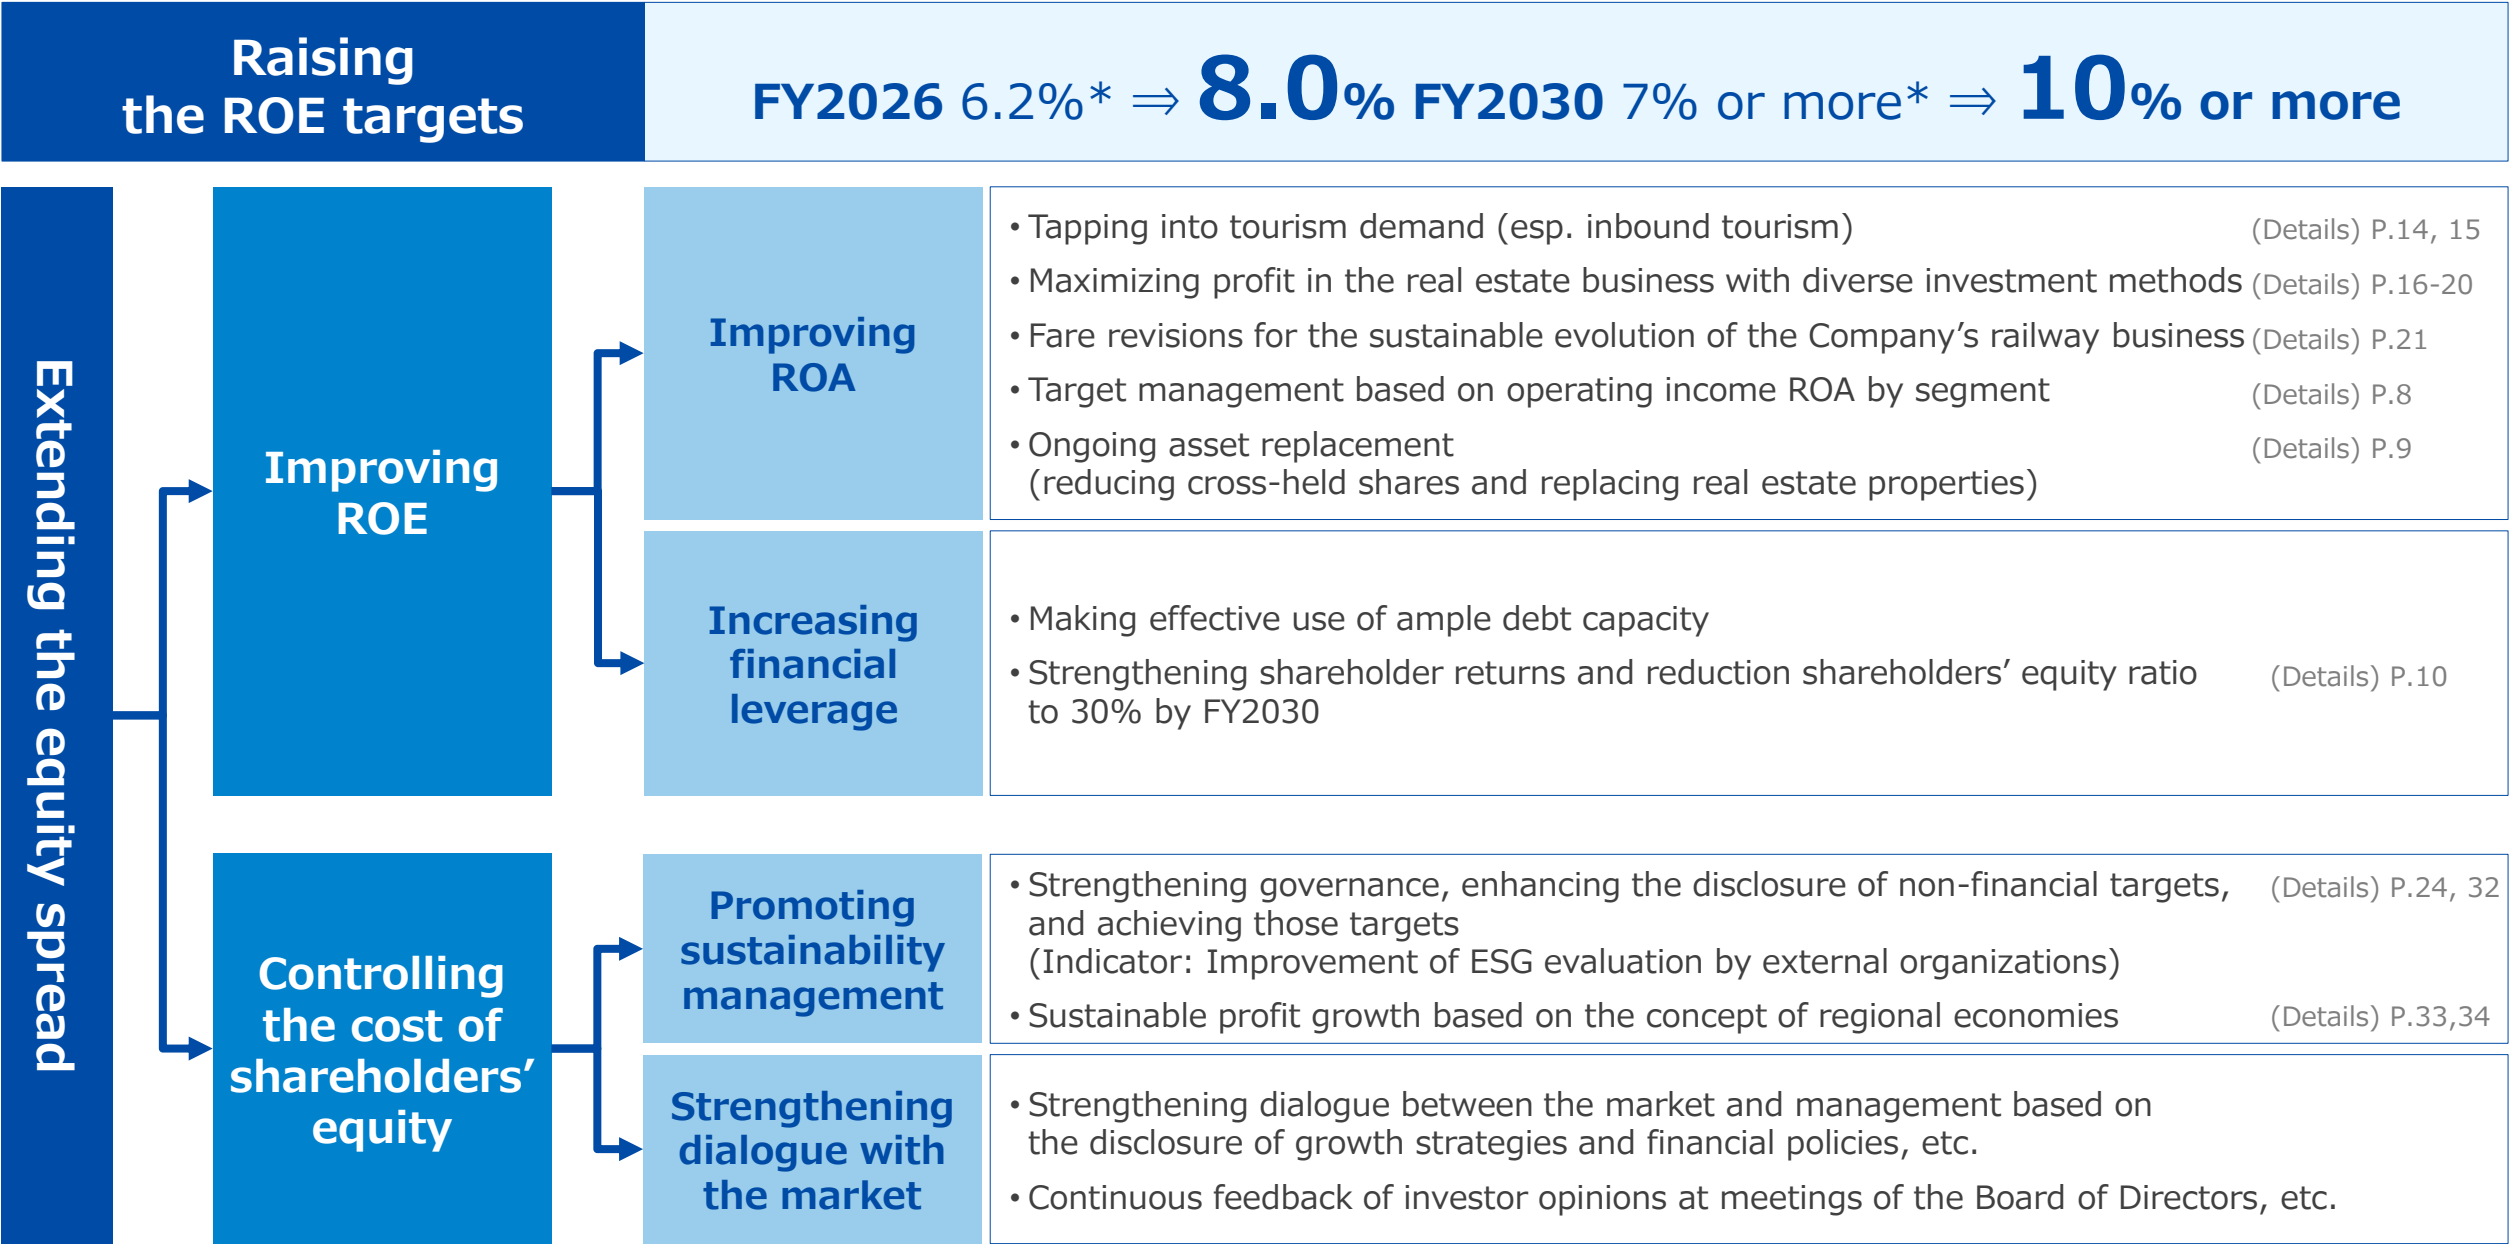 Raising
the ROE targets
FY2026 6.2%* ⇒ 8.0% FY2030 7% or more* ⇒ 10% or more
Extending the equity spread
Improving
ROE
Improving
ROA
• Tapping into tourism demand (esp. inbound tourism) (Details) P.14, 15
• Maximizing profit in the real estate business with diverse investment methods (Details) P.16-20
• Fare revisions for the sustainable evolution of the Company’s railway business (Details) P.21
• Target management based on operating income ROA by segment (Details) P.8
• Ongoing asset replacement (Details) P.9
(reducing cross-held shares and replacing real estate properties)
Increasing
financial
leverage
• Making effective use of ample debt capacity
• Strengthening shareholder returns and reduction shareholders’ equity ratio (Details) P.10
to 30% by FY2030
Controlling
the cost of
shareholders’
equity
Promoting
sustainability
management
• Strengthening governance, enhancing the disclosure of non-financial targets, (Details) P.24, 32
and achieving those targets
(Indicator: Improvement of ESG evaluation by external organizations)
• Sustainable profit growth based on the concept of regional economies (Details) P.33,34
Strengthening
dialogue with
the market
• Strengthening dialogue between the market and management based on
the disclosure of growth strategies and financial policies, etc.
• Continuous feedback of investor opinions at meetings of the Board of Directors, etc.